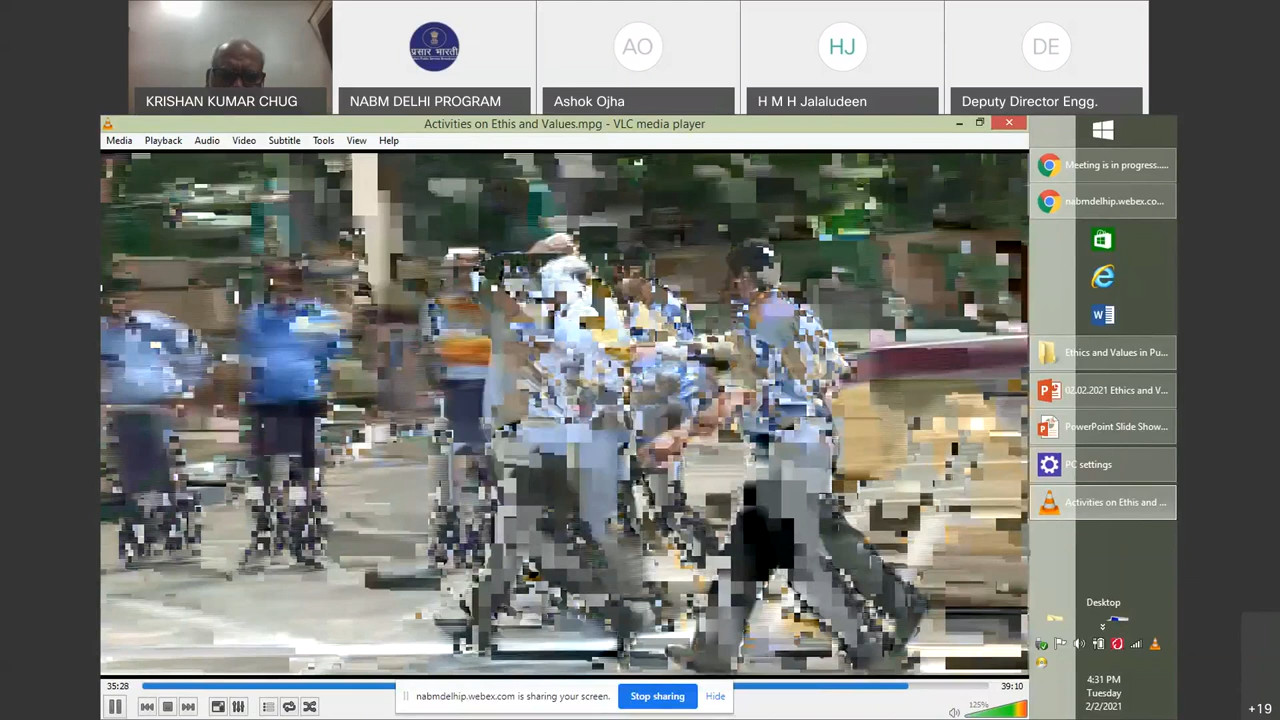 प्रसार भारती
AO
HJ
DE
KRISHAN KUMAR CHUG
NABM DELHI PROGRAM
Ashok Ojha
H M H Jalaludeen
Deputy Director Engg.
Activities on Ethis and Values.mpg - VLC media player
Media Playback Audio Video Subtitle Tools View Help
Meeting is in progress.....
nabmdelhip.webex.co...
Ethics and Values in Pu...
02.02.2021 Ethics and V...
PowerPoint Slide Show...
PC settings
Activities on Ethis and ...
Desktop
35:28
39:10
nabmdelhip.webex.com is sharing your screen.
Stop sharing
Hide
125%
4:31 PM
Tuesday
2/2/2021
+19